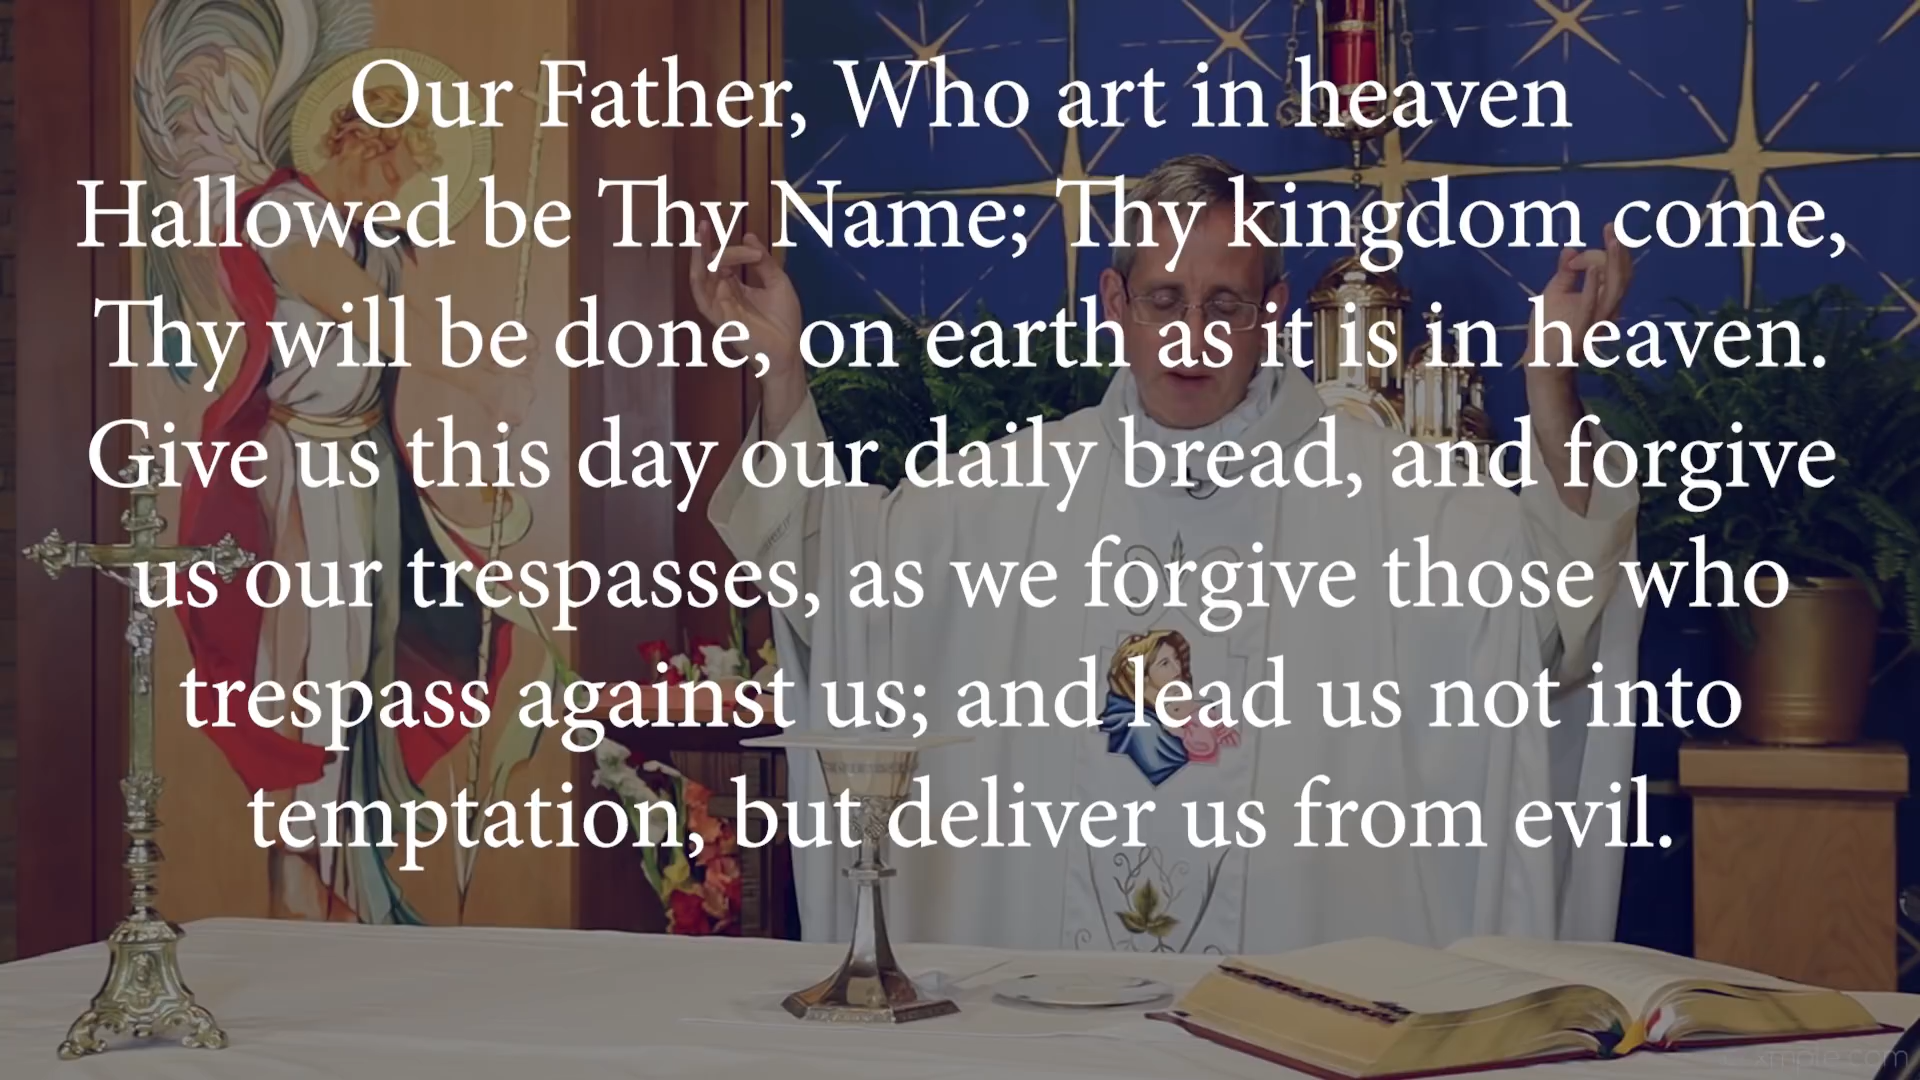 Our Father, Who art in heaven
Hallowed be Thy Name; Thy kingdom come,
Thy will be done, on earth as it is in heaven.
Give us this day our daily bread, and forgive
us our trespasses, as we forgive those who
trespass against us; and lead us not into
temptation, but deliver us from evil.